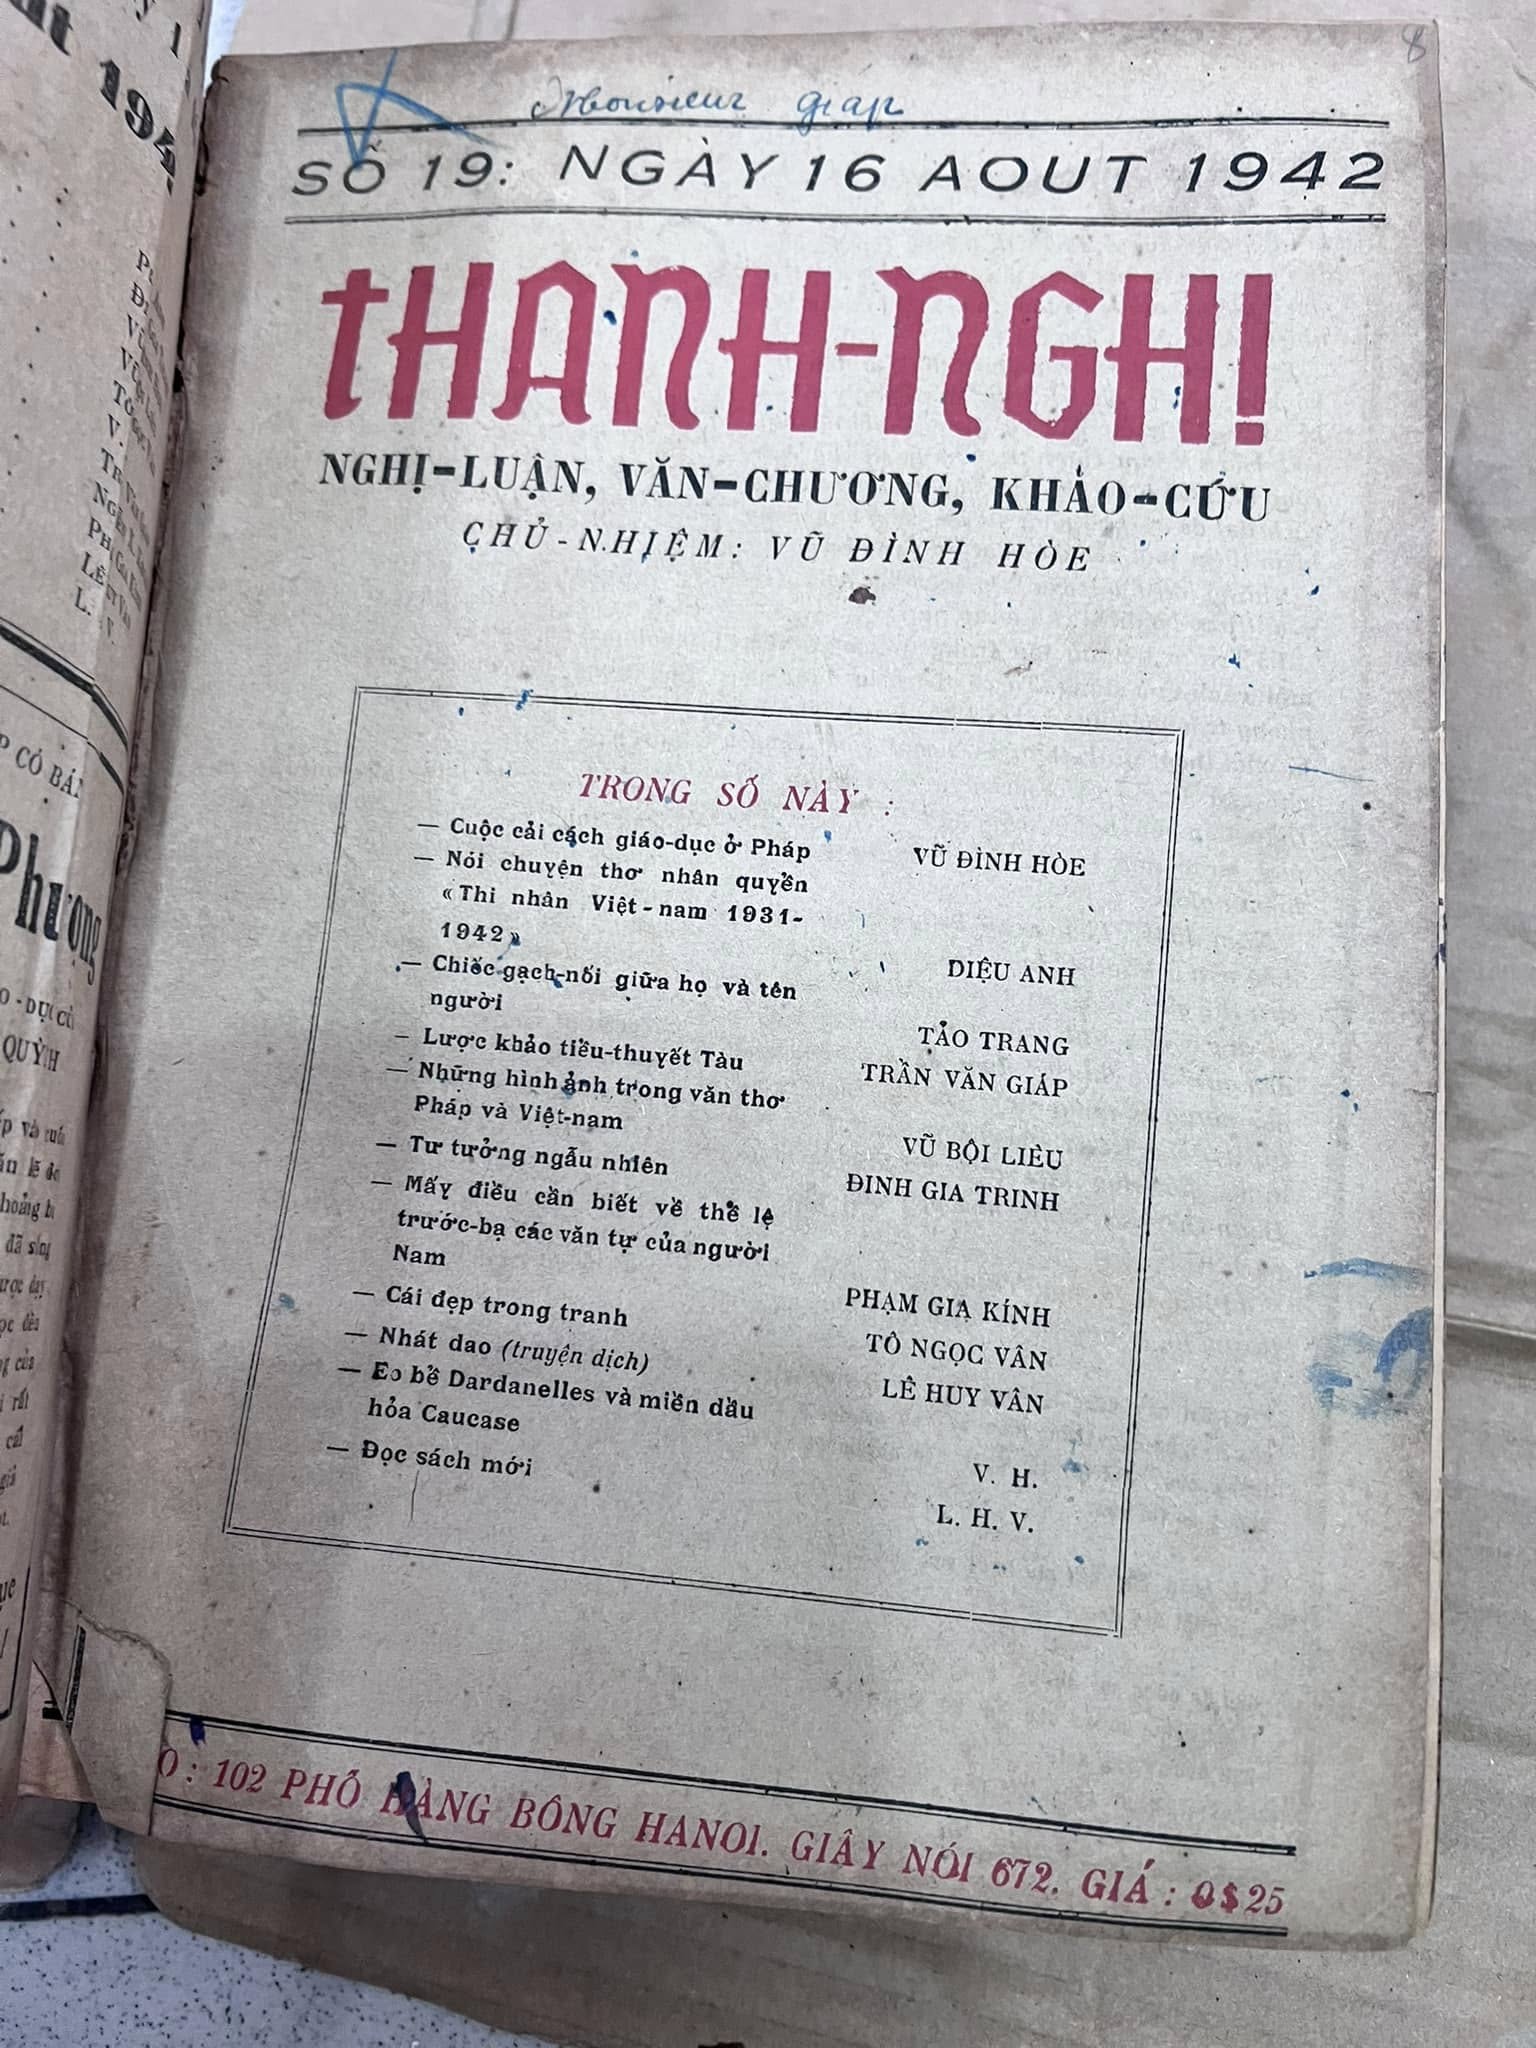 8
Monsieur giap
SỐ 19: NGÀY 16 AOUT 1942
tHANH-NGHỊ
NGHỊ-LUẬN, VĂN-CHƯƠNG, KHẢO-CỨU
CHỦ-NHIỆM: VŨ ĐÌNH HÒE
TRONG SỐ NÀY :
— Cuộc cải cách giáo-dục ở Pháp VŨ ĐÌNH HÒE
— Nói chuyện thơ nhân quyển
«Thi nhân Việt-nam 1931-
1942» DIỆU ANH
— Chiếc gạch-nối giữa họ và tên
người TẢO TRANG
— Lược khảo tiểu-thuyết Tàu TRẦN VĂN GIÁP
— Những hình ảnh trong văn thơ
Pháp và Việt-nam VŨ BỘI LIÊU
— Tư tưởng ngẫu nhiên ĐINH GIA TRINH
— Mấy điều cần biết về thể lệ
trước-bạ các văn tự của người
Nam PHẠM GIA KÍNH
— Cái đẹp trong tranh TÔ NGỌC VÂN
— Nhát dao (truyện dịch) LÊ HUY VÂN
— Eo bể Dardanelles và miền dầu
hỏa Caucase V. H.
— Đọc sách mới L. H. V.
O : 102 PHỐ HÀNG BÔNG HANOI. GIÂY NÓI 672. GIÁ : 0$25
194
P CÓ BÁN
Phượng
QUỲNH